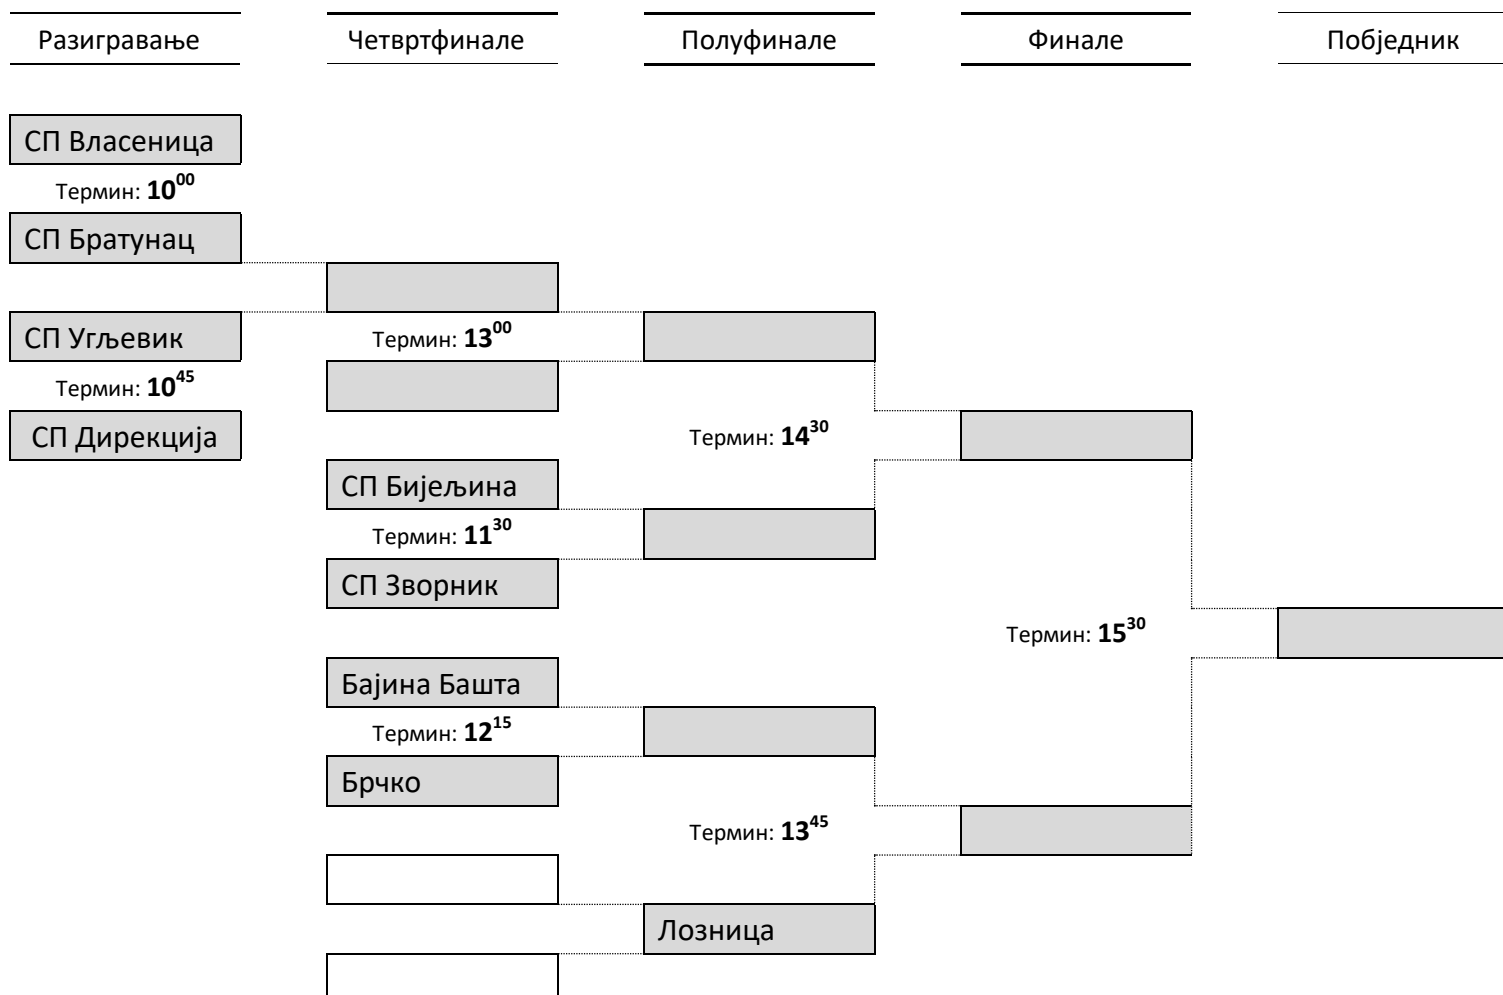 Разигравање
Четвртфинале
Полуфинале
Финале
Побједник
СП Власеница
Термин: 10⁰⁰
СП Братунац
СП Угљевик
Термин: 13⁰⁰
Термин: 10⁴⁵
СП Дирекција
Термин: 14³⁰
СП Бијељина
Термин: 11³⁰
СП Зворник
Термин: 15³⁰
Бајина Башта
Термин: 12¹⁵
Брчко
Термин: 13⁴⁵
Лозница